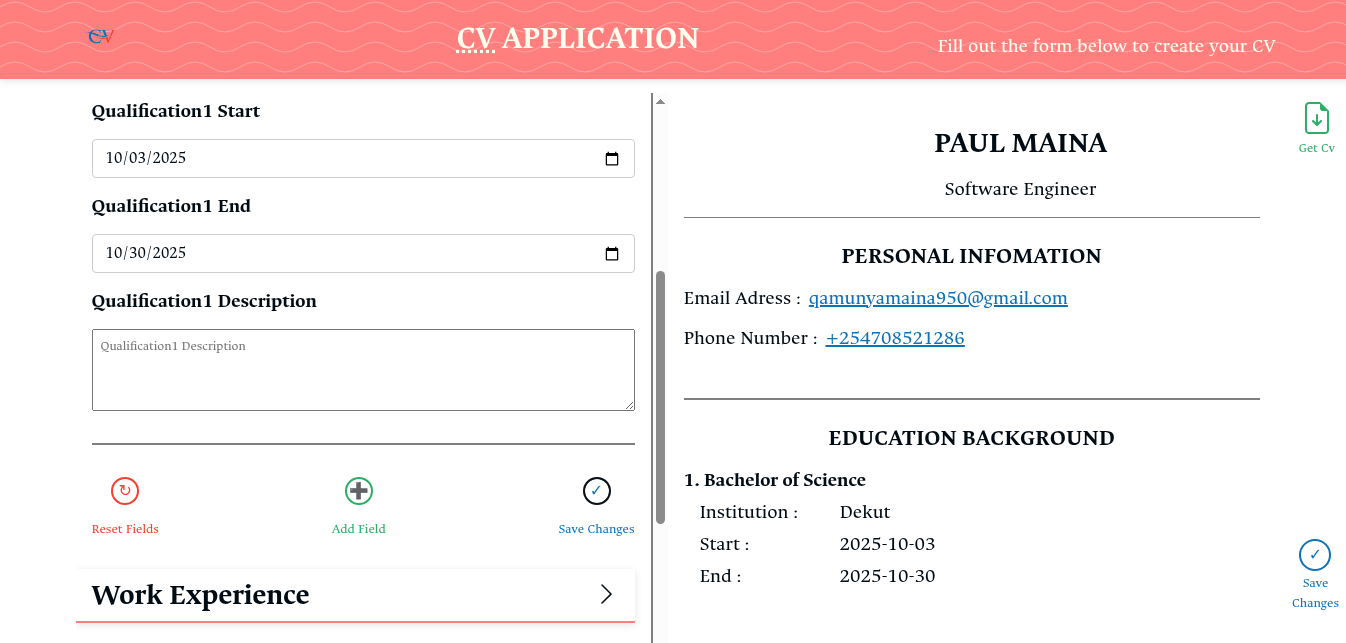 CV
CV APPLICATION
Fill out the form below to create your CV
Qualification1 Start
10/03/2025
Qualification1 End
10/30/2025
Qualification1 Description
Qualification1 Description
Reset Fields
Add Field
Save Changes
Work Experience
PAUL MAINA
Software Engineer
PERSONAL INFOMATION
Email Adress : qamunyamaina950@gmail.com
Phone Number : +254708521286
EDUCATION BACKGROUND
1. Bachelor of Science
Institution : Dekut
Start : 2025-10-03
End : 2025-10-30
Get Cv
Save
Changes